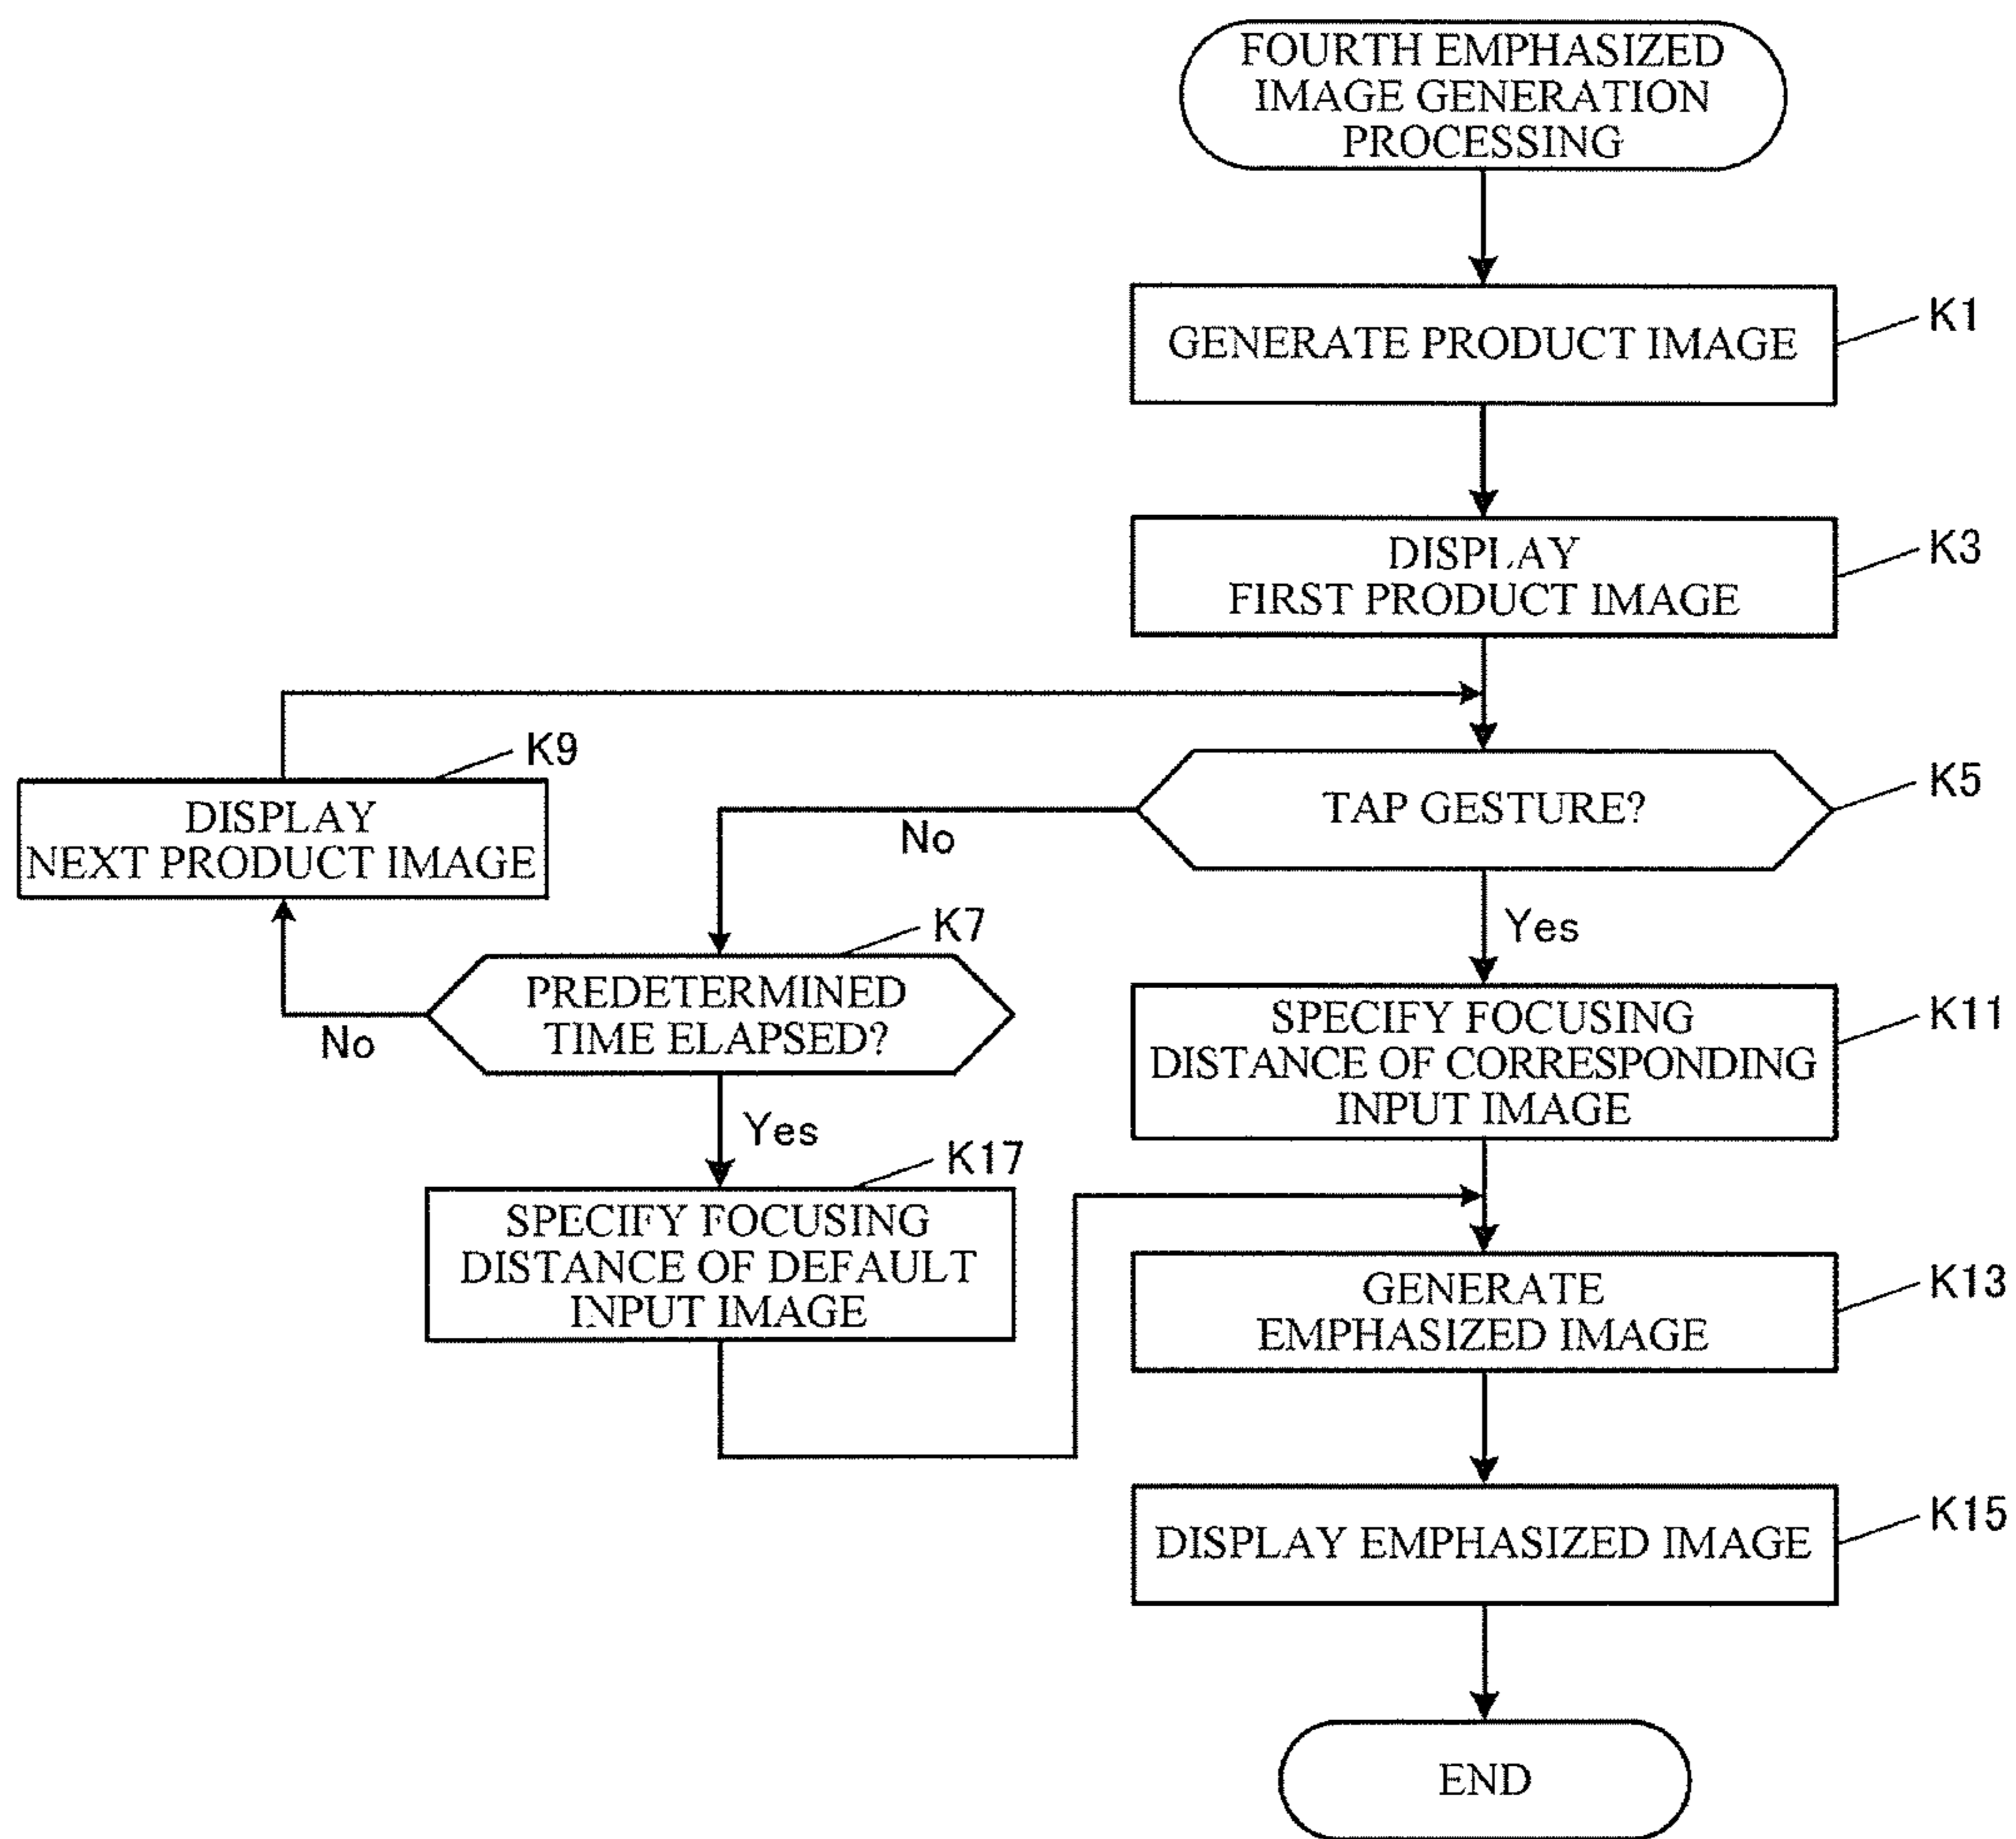 FOURTH EMPHASIZED
IMAGE GENERATION
PROCESSING
GENERATE PRODUCT IMAGE
K1
DISPLAY
FIRST PRODUCT IMAGE
K3
K9
DISPLAY
NEXT PRODUCT IMAGE
TAP GESTURE?
K5
No
Yes
K7
PREDETERMINED
TIME ELAPSED?
No
Yes
SPECIFY FOCUSING
DISTANCE OF CORRESPONDING
INPUT IMAGE
K11
K17
SPECIFY FOCUSING
DISTANCE OF DEFAULT
INPUT IMAGE
GENERATE
EMPHASIZED IMAGE
K13
DISPLAY EMPHASIZED IMAGE
K15
END